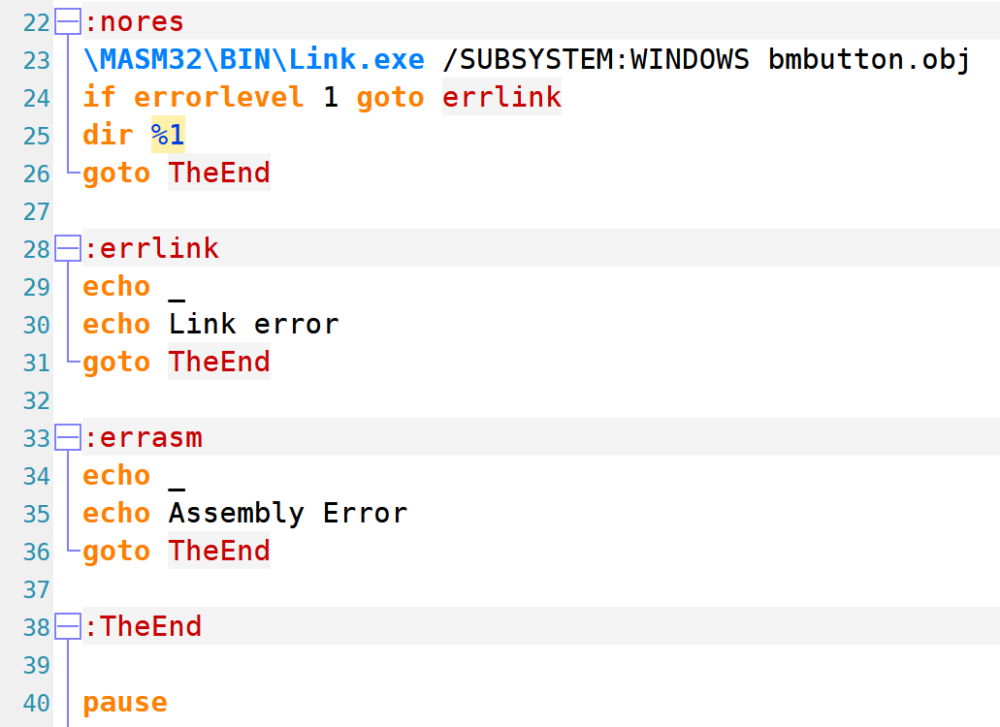 22 :nores
23 \MASM32\BIN\Link.exe /SUBSYSTEM:WINDOWS bmbutton.obj
24 if errorlevel 1 goto errlink
25 dir %1
26 goto TheEnd
27
28 :errlink
29 echo _
30 echo Link error
31 goto TheEnd
32
33 :errasm
34 echo _
35 echo Assembly Error
36 goto TheEnd
37
38 :TheEnd
39
40 pause